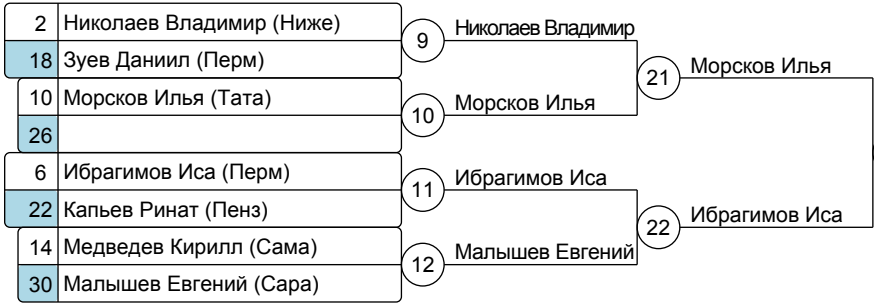 2 Николаев Владимир (Ниже)
9 Николаев Владимир
18 Зуев Даниил (Перм)
21 Морсков Илья
10 Морсков Илья (Тата)
10 Морсков Илья
26
6 Ибрагимов Иса (Перм)
11 Ибрагимов Иса
22 Капьев Ринат (Пенз)
22 Ибрагимов Иса
14 Медведев Кирилл (Сама)
12 Малышев Евгений
30 Малышев Евгений (Сара)